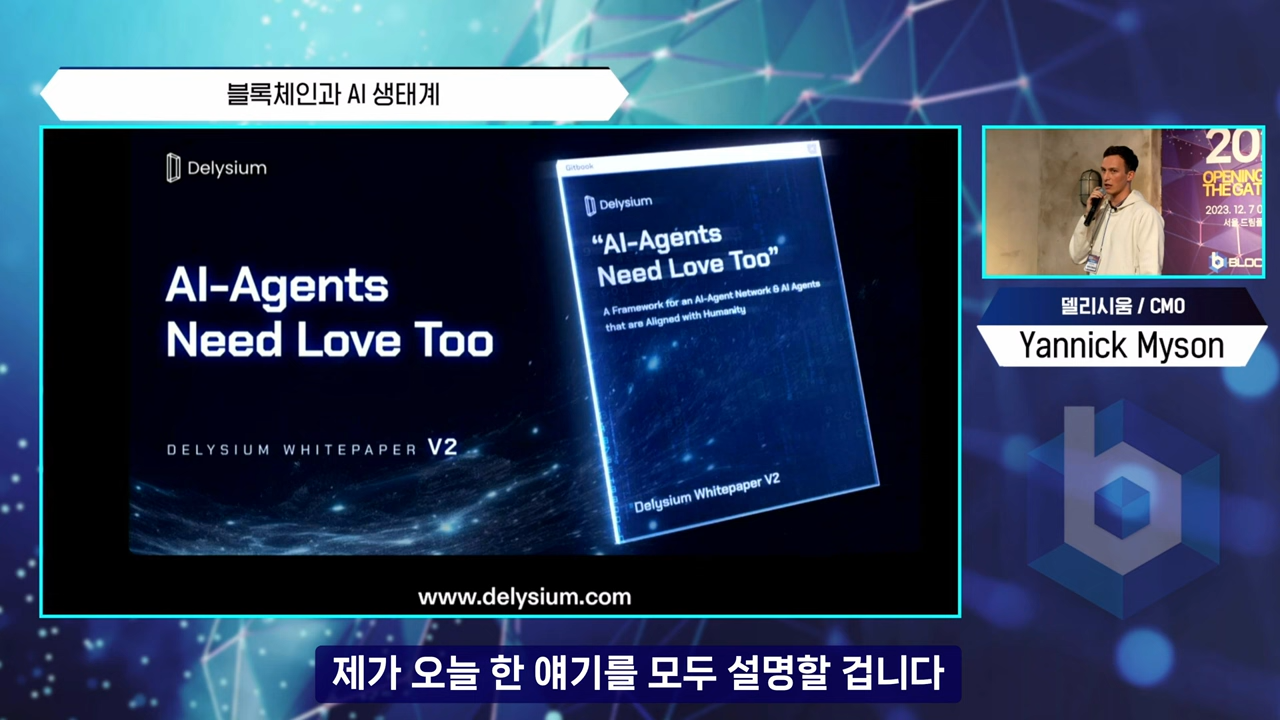 블록체인과 AI 생태계
Delysium
AI-Agents
Need Love Too
DELYSIUM WHITEPAPER V2
Gitbook
Delysium
“AI-Agents
Need Love Too”
A Framework for an AI-Agent Network & AI Agents
that are Aligned with Humanity
Delysium Whitepaper V2
www.delysium.com
20
OPENING
THE GAT
2023. 12. 7
서울 드림플
BLOC
델리시움 / CMO
Yannick Myson
제가 오늘 한 얘기를 모두 설명할 겁니다